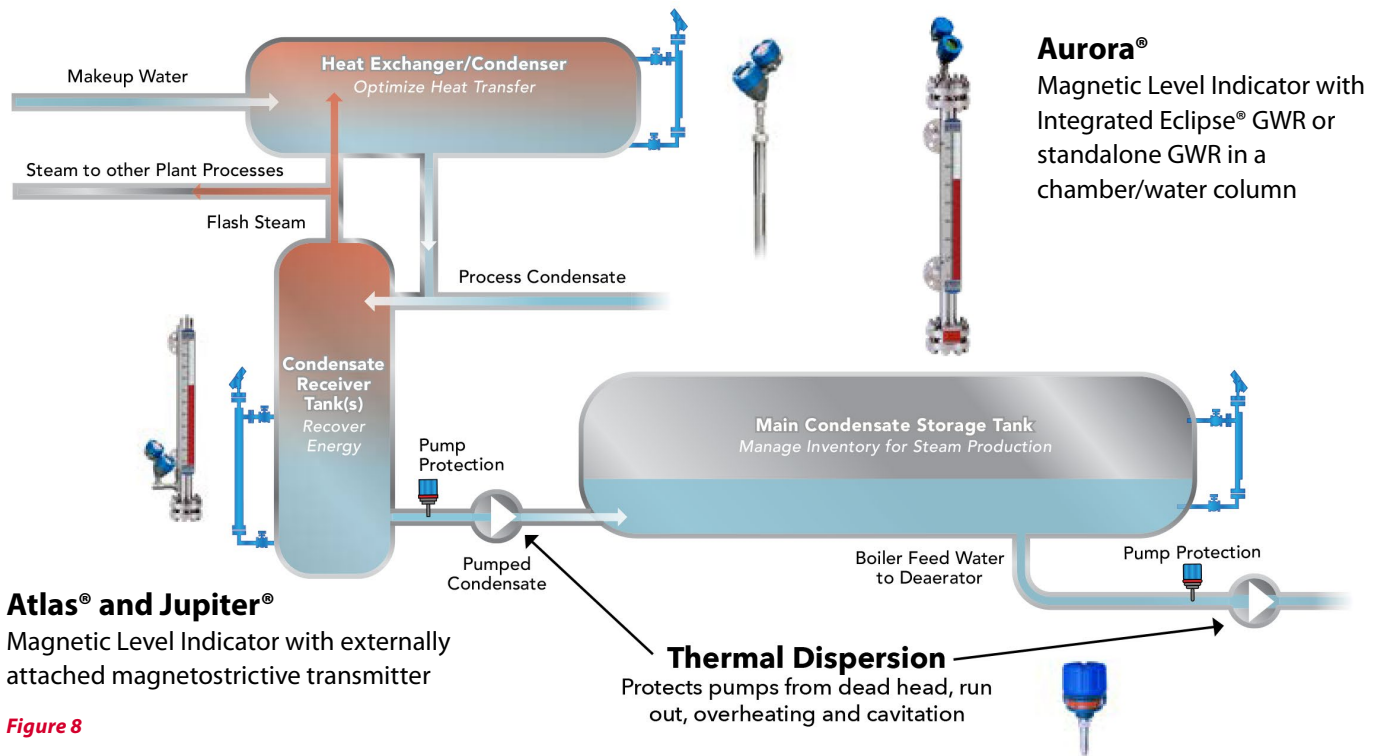 Makeup Water
Heat Exchanger/Condenser
Optimize Heat Transfer
Steam to other Plant Processes
Flash Steam
Process Condensate
Aurora®
Magnetic Level Indicator with
Integrated Eclipse® GWR or
standalone GWR in a
chamber/water column
Condensate
Receiver
Tank(s)
Recover
Energy
Pump
Protection
Pumped
Condensate
Main Condensate Storage Tank
Manage Inventory for Steam Production
Boiler Feed Water
to Deaerator
Pump Protection
Atlas® and Jupiter®
Magnetic Level Indicator with externally
attached magnetostrictive transmitter
Thermal Dispersion
Protects pumps from dead head, run
out, overheating and cavitation
Figure 8